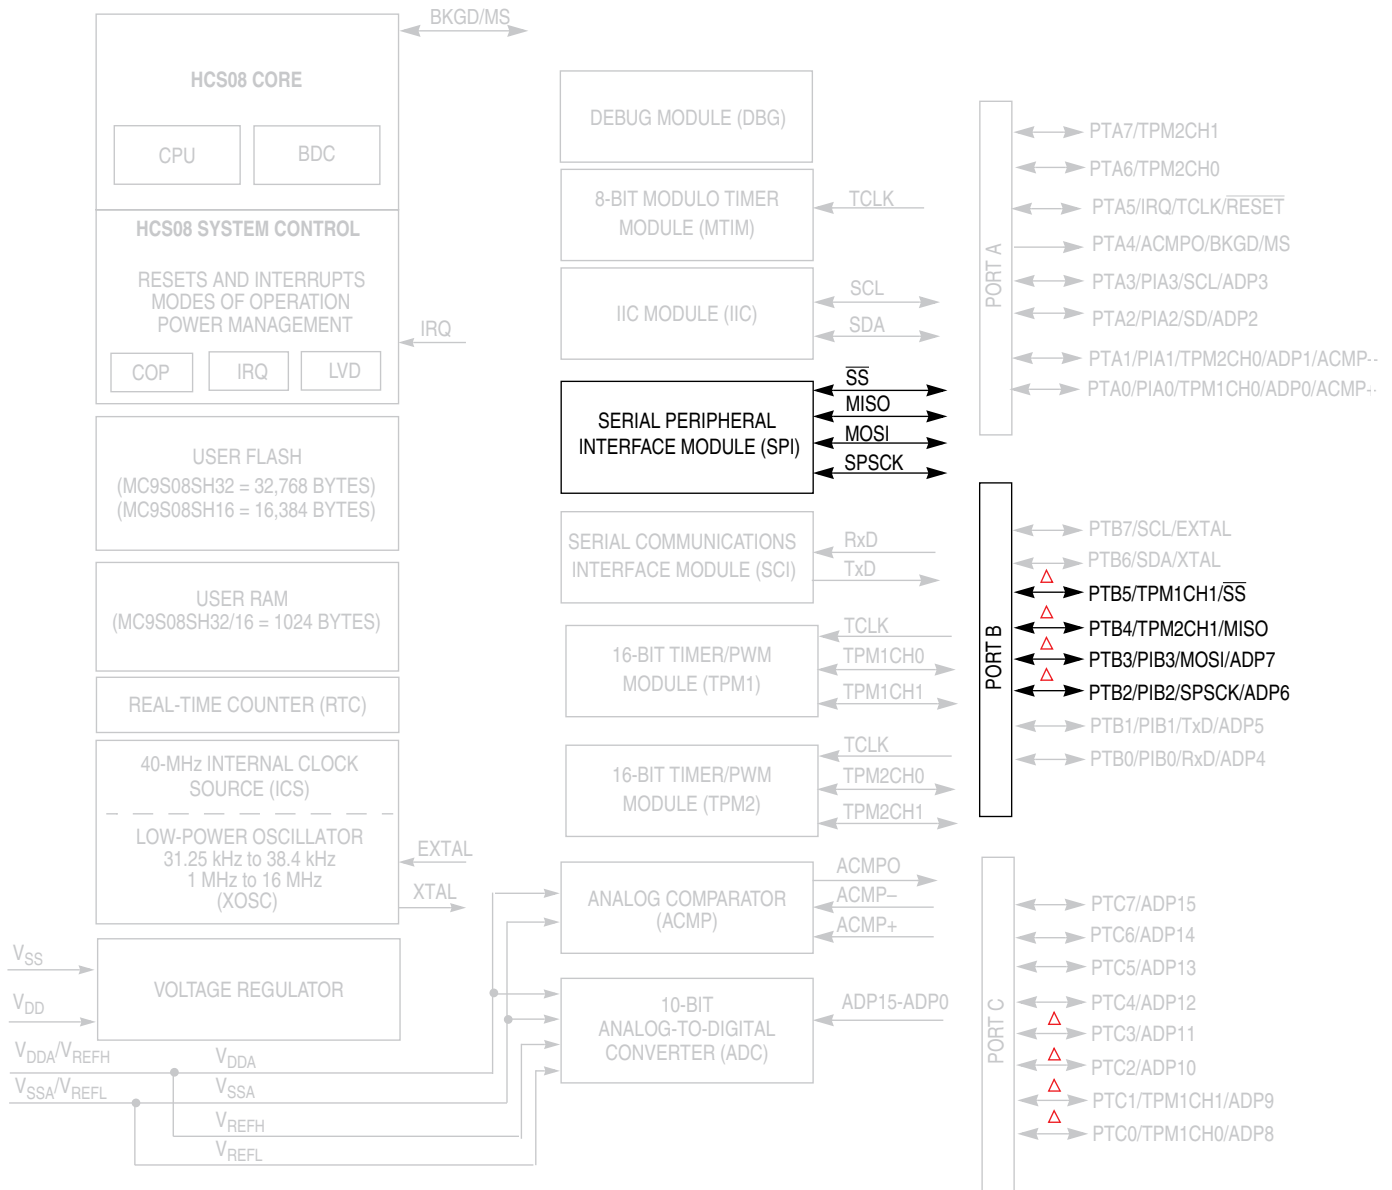 BKGD/MS
HCS08 CORE
CPU
BDC
HCS08 SYSTEM CONTROL
RESETS AND INTERRUPTS
MODES OF OPERATION
POWER MANAGEMENT
COP
IRQ
LVD
IRQ
USER FLASH
(MC9S08SH32 = 32,768 BYTES)
(MC9S08SH16 = 16,384 BYTES)
USER RAM
(MC9S08SH32/16 = 1024 BYTES)
REAL-TIME COUNTER (RTC)
40-MHz INTERNAL CLOCK
SOURCE (ICS)
LOW-POWER OSCILLATOR
31.25 kHz to 38.4 kHz
1 MHz to 16 MHz
(XOSC)
EXTAL
XTAL
VSS
VDD
VOLTAGE REGULATOR
VDDA/VREFH
VSSA/VREFL
VDDA
VSSA
VREFH
VREFL
DEBUG MODULE (DBG)
8-BIT MODULO TIMER
MODULE (MTIM)
TCLK
IIC MODULE (IIC)
SCL
SDA
SERIAL PERIPHERAL
INTERFACE MODULE (SPI)
SS
MISO
MOSI
SPSCK
SERIAL COMMUNICATIONS
INTERFACE MODULE (SCI)
RxD
TxD
16-BIT TIMER/PWM
MODULE (TPM1)
TCLK
TPM1CH0
TPM1CH1
16-BIT TIMER/PWM
MODULE (TPM2)
TCLK
TPM2CH0
TPM2CH1
ANALOG COMPARATOR
(ACMP)
ACMPO
ACMP–
ACMP+
10-BIT
ANALOG-TO-DIGITAL
CONVERTER (ADC)
ADP15-ADP0
PORT A
PTA7/TPM2CH1
PTA6/TPM2CH0
PTA5/IRQ/TCLK/RESET
PTA4/ACMPO/BKGD/MS
PTA3/PIA3/SCL/ADP3
PTA2/PIA2/SD/ADP2
PTA1/PIA1/TPM2CH0/ADP1/ACMP--
PTA0/PIA0/TPM1CH0/ADP0/ACMP--
PORT B
PTB7/SCL/EXTAL
PTB6/SDA/XTAL
PTB5/TPM1CH1/SS
PTB4/TPM2CH1/MISO
PTB3/PIB3/MOSI/ADP7
PTB2/PIB2/SPSCK/ADP6
PTB1/PIB1/TxD/ADP5
PTB0/PIB0/RxD/ADP4
PORT C
PTC7/ADP15
PTC6/ADP14
PTC5/ADP13
PTC4/ADP12
PTC3/ADP11
PTC2/ADP10
PTC1/TPM1CH1/ADP9
PTC0/TPM1CH0/ADP8